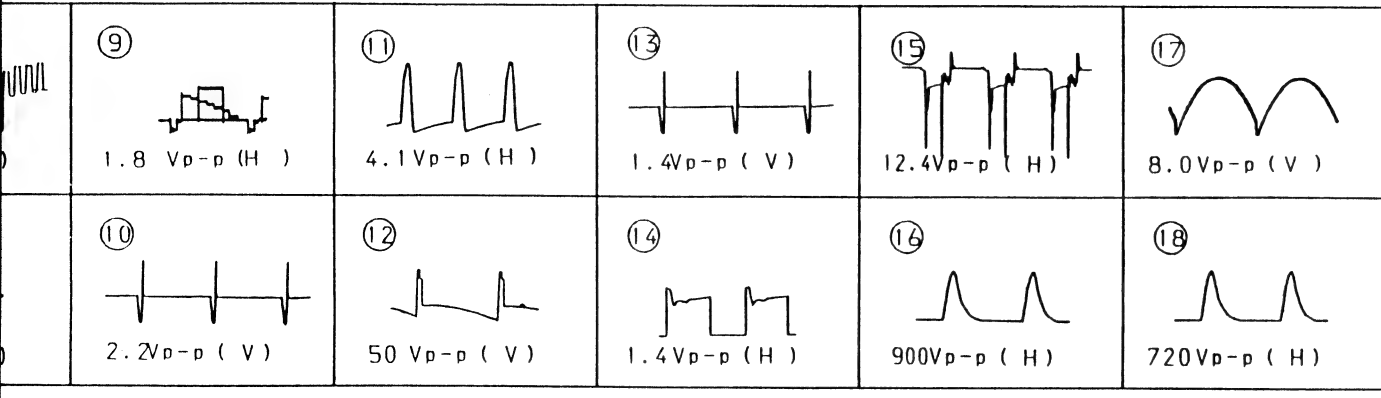 ⑨
1.8 Vp-p (H )
⑪
4.1Vp-p ( H )
⑬
1.4Vp-p ( V )
⑮
12.4Vp-p ( H )
⑰
8.0Vp-p ( V )
⑩
2.2Vp-p ( V )
⑫
50 Vp-p ( V )
⑭
1.4Vp-p ( H )
⑯
900Vp-p ( H )
⑱
720Vp-p ( H )